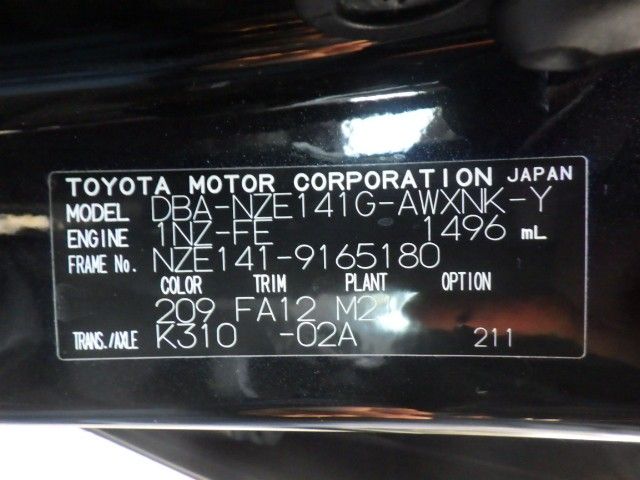 TOYOTA MOTOR CORPORATION JAPAN
MODEL DBA-NZE141G-AWXNK-Y
ENGINE 1NZ-FE 1496 mL
FRAME No. NZE141-9165180
COLOR TRIM PLANT OPTION
209 FA12
TRANS./AXLE K310 -02A 211